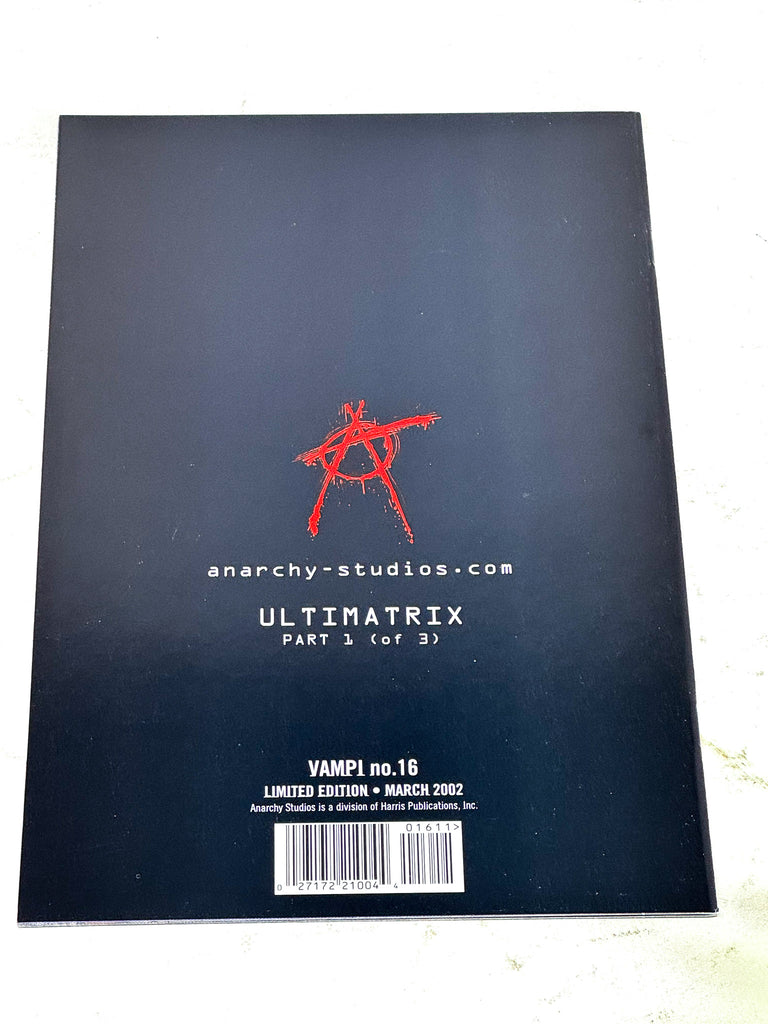 anarchy-studios.com
ULTIMATRIX
PART 1 (of 3)
VAMPI no.16
LIMITED EDITION • MARCH 2002
Anarchy Studios is a division of Harris Publications, Inc.
01611>
0 27172 21004 4